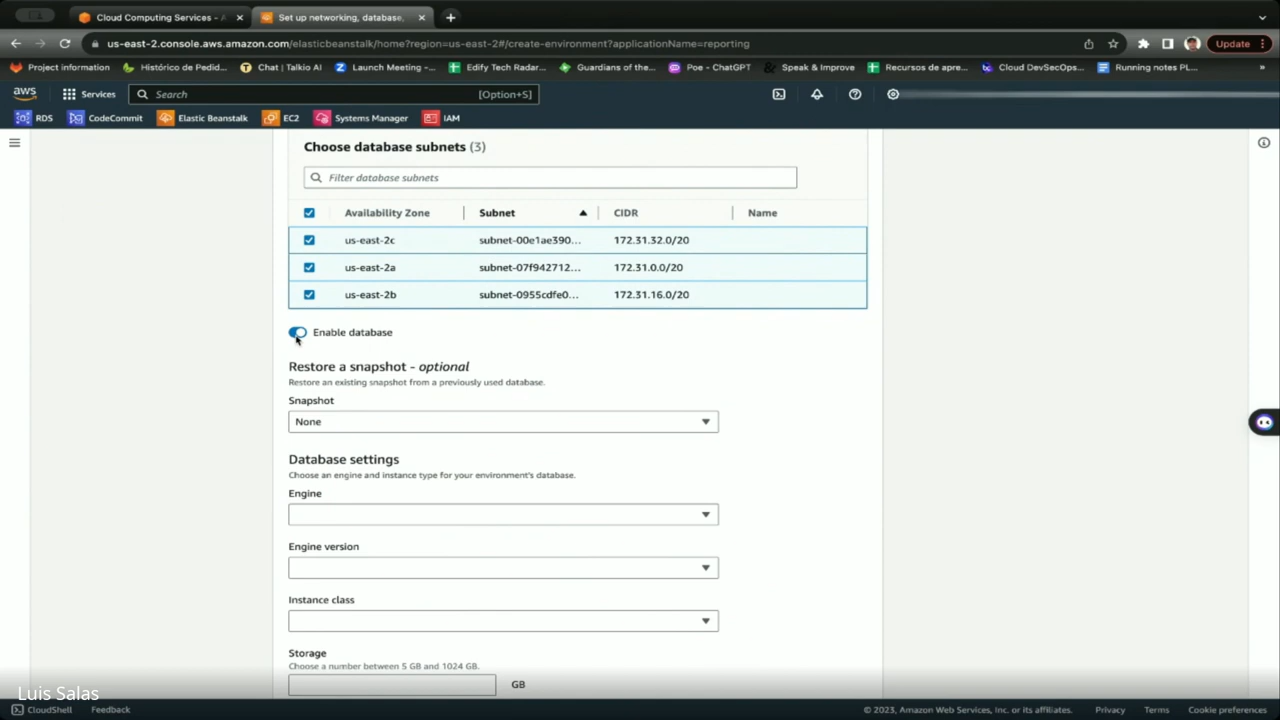 Cloud Computing Services - A
Set up networking, database,
us-east-2.console.aws.amazon.com/elasticbeanstalk/home?region=us-east-2#/create-environment?applicationName=reporting
Update
Project information
Histórico de Pedid...
Chat | Talkio AI
Launch Meeting -...
Edify Tech Radar...
Guardians of the...
Poe - ChatGPT
Speak & Improve
Recursos de apre...
Cloud DevSecOps...
Running notes PL...
»
aws
Services
Search
[Option+S]
RDS
CodeCommit
Elastic Beanstalk
EC2
Systems Manager
IAM
Choose database subnets (3)
Filter database subnets
Availability Zone Subnet CIDR Name
us-east-2c subnet-00e1ae390... 172.31.32.0/20
us-east-2a subnet-07f942712... 172.31.0.0/20
us-east-2b subnet-0955cdfe0... 172.31.16.0/20
Enable database
Restore a snapshot - optional
Restore an existing snapshot from a previously used database.
Snapshot
None
Database settings
Choose an engine and instance type for your environment's database.
Engine
Engine version
Instance class
Storage
Choose a number between 5 GB and 1024 GB.
GB
Luis Salas
CloudShell
Feedback
© 2023, Amazon Web Services, Inc. or its affiliates.
Privacy
Terms
Cookie preferences